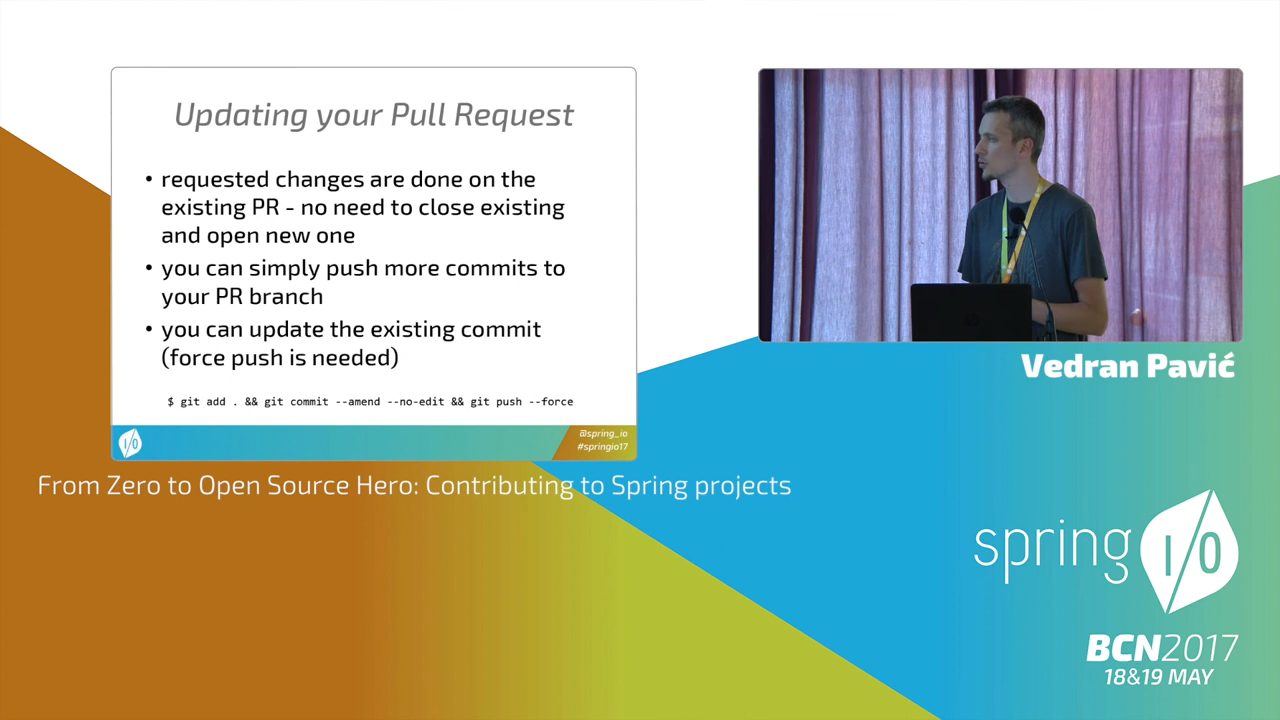 Updating your Pull Request
• requested changes are done on the
existing PR - no need to close existing
and open new one
• you can simply push more commits to
your PR branch
• you can update the existing commit
(force push is needed)
$ git add . && git commit --amend --no-edit && git push --force
I/O
@spring_io
#springio17
Vedran Pavić
From Zero to Open Source Hero: Contributing to Spring projects
spring I/O
BCN2017
18&19 MAY